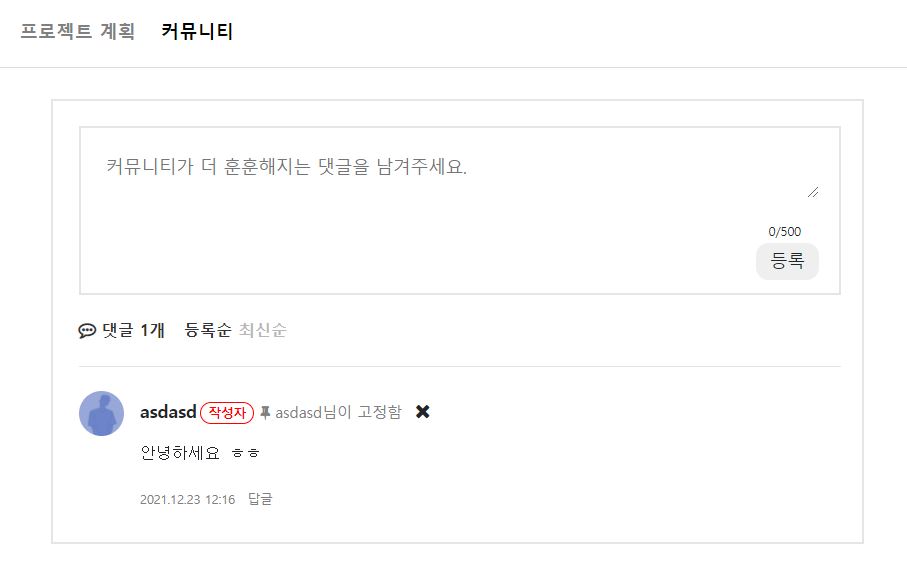 프로젝트 계획 커뮤니티
커뮤니티가 더 훈훈해지는 댓글을 남겨주세요.
0/500
등록
댓글 1개 등록순 최신순
asdasd 작성자 asdasd님이 고정함
안녕하세요 ㅎㅎ
2021.12.23 12:16 답글